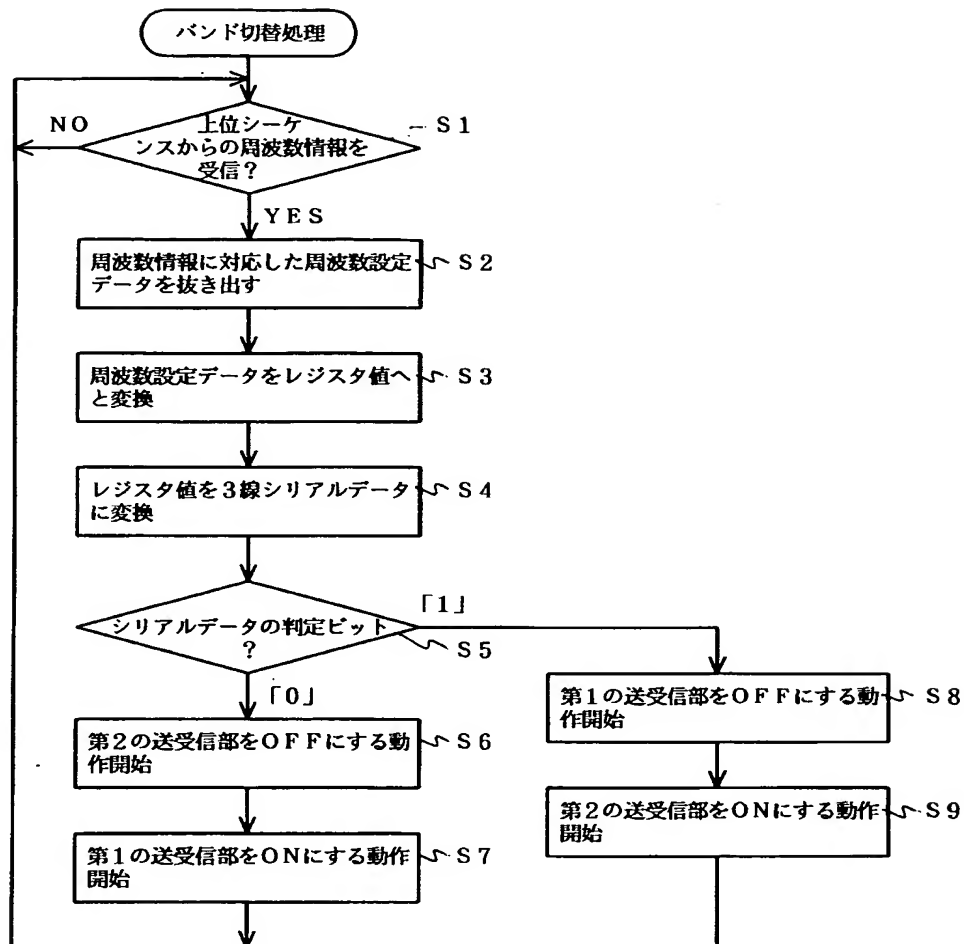 バンド切替処理
NO
上位シーケ
ンスからの周波数情報を
受信?
S1
YES
周波数情報に対応した周波数設定
データを抜き出す
S2
周波数設定データをレジスタ値へ
と変換
S3
レジスタ値を3線シリアルデータ
に変換
S4
シリアルデータの判定ビット
?
S5
「1」
「0」
第2の送受信部をOFFにする動
作開始
S6
第1の送受信部をONにする動作
開始
S7
第1の送受信部をOFFにする動
作開始
S8
第2の送受信部をONにする動作
開始
S9